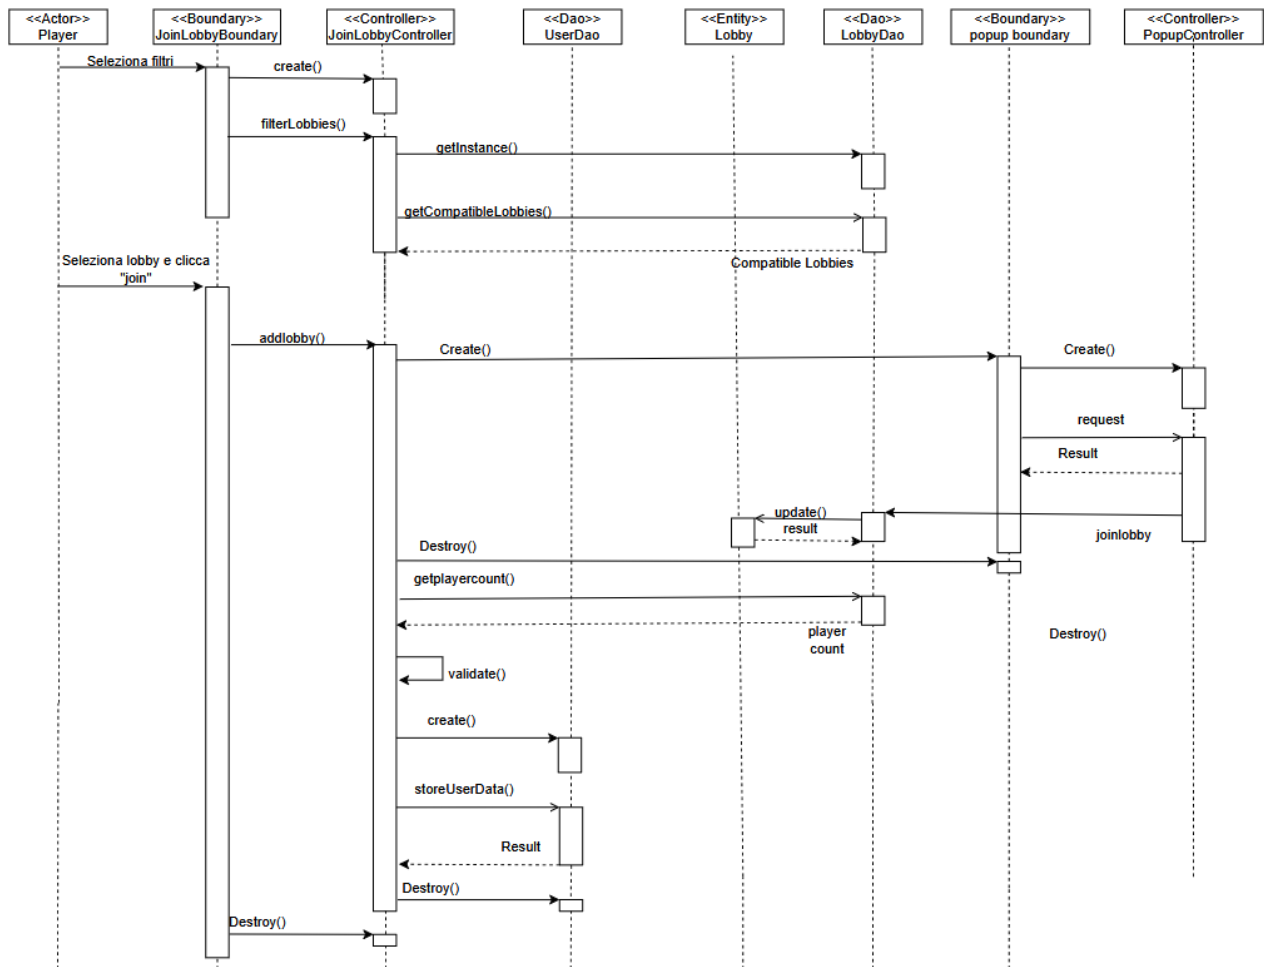 <<Actor>>
Player
<<Boundary>>
JoinLobbyBoundary
<<Controller>>
JoinLobbyController
<<Dao>>
UserDao
<<Entity>>
Lobby
<<Dao>>
LobbyDao
<<Boundary>>
popup boundary
<<Controller>>
PopupController
Seleziona filtri
create()
filterLobbies()
getInstance()
getCompatibleLobbies()
Compatible Lobbies
Seleziona lobby e clicca
"join"
addlobby()
Create()
Create()
request
Result
update()
result
joinlobby
Destroy()
getplayercount()
player
count
Destroy()
validate()
create()
storeUserData()
Result
Destroy()
Destroy()